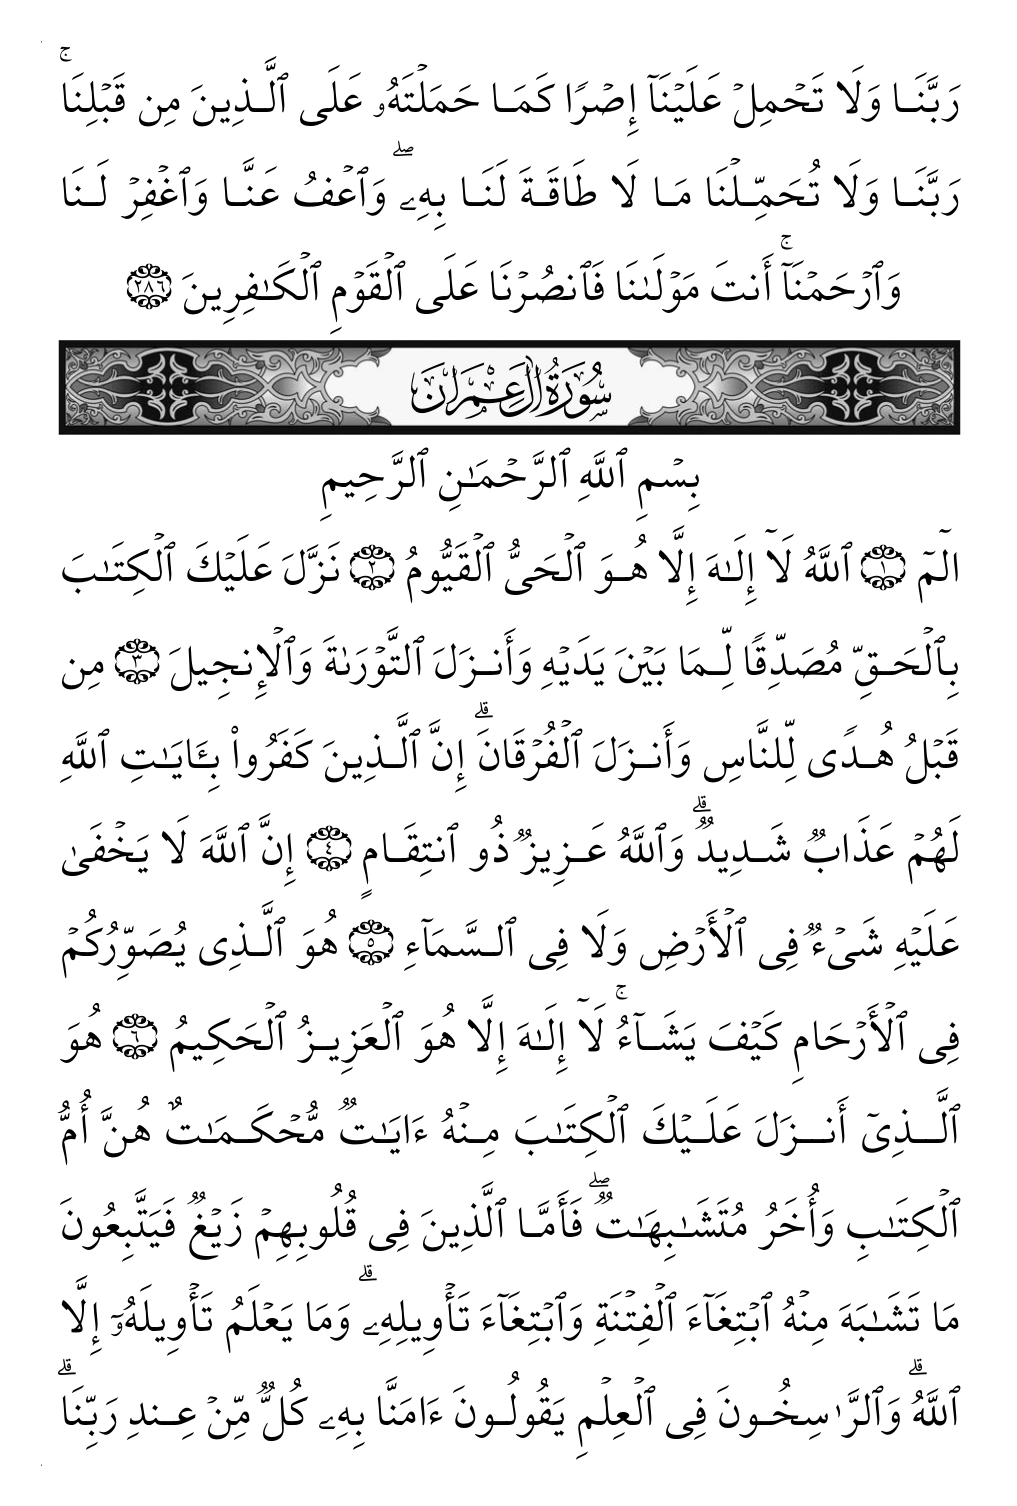 رَبَّنَا وَلَا تَحۡمِلۡ عَلَيۡنَآ إِصۡرٗا كَمَا حَمَلۡتَهُۥ عَلَى ٱلَّذِينَ مِن قَبۡلِنَاۚ
رَبَّنَا وَلَا تُحَمِّلۡنَا مَا لَا طَاقَةَ لَنَا بِهِۦۖ وَٱعۡفُ عَنَّا وَٱغۡفِرۡ لَنَا
وَٱرۡحَمۡنَآۚ أَنتَ مَوۡلَىٰنَا فَٱنصُرۡنَا عَلَى ٱلۡقَوۡمِ ٱلۡكَٰفِرِينَ ٢٨٦
سُورَةُ آلِ عِمۡرَانَ
بِسۡمِ ٱللَّهِ ٱلرَّحۡمَٰنِ ٱلرَّحِيمِ
الٓمٓ ١ ٱللَّهُ لَآ إِلَٰهَ إِلَّا هُوَ ٱلۡحَيُّ ٱلۡقَيُّومُ ٢ نَزَّلَ عَلَيۡكَ ٱلۡكِتَٰبَ
بِٱلۡحَقِّ مُصَدِّقٗا لِّمَا بَيۡنَ يَدَيۡهِ وَأَنزَلَ ٱلتَّوۡرَىٰةَ وَٱلۡإِنجِيلَ ٣ مِن
قَبۡلُ هُدٗى لِّلنَّاسِ وَأَنزَلَ ٱلۡفُرۡقَانَۗ إِنَّ ٱلَّذِينَ كَفَرُواْ بِـَٔايَٰتِ ٱللَّهِ
لَهُمۡ عَذَابٞ شَدِيدٞۗ وَٱللَّهُ عَزِيزٞ ذُو ٱنتِقَامٍ ٤ إِنَّ ٱللَّهَ لَا يَخۡفَىٰ
عَلَيۡهِ شَيۡءٞ فِي ٱلۡأَرۡضِ وَلَا فِي ٱلسَّمَآءِ ٥ هُوَ ٱلَّذِي يُصَوِّرُكُمۡ
فِي ٱلۡأَرۡحَامِ كَيۡفَ يَشَآءُۚ لَآ إِلَٰهَ إِلَّا هُوَ ٱلۡعَزِيزُ ٱلۡحَكِيمُ ٦ هُوَ
ٱلَّذِيٓ أَنزَلَ عَلَيۡكَ ٱلۡكِتَٰبَ مِنۡهُ ءَايَٰتٞ مُّحۡكَمَٰتٌ هُنَّ أُمُّ
ٱلۡكِتَٰبِ وَأُخَرُ مُتَشَٰبِهَٰتٞۖ فَأَمَّا ٱلَّذِينَ فِي قُلُوبِهِمۡ زَيۡغٞ فَيَتَّبِعُونَ
مَا تَشَٰبَهَ مِنۡهُ ٱبۡتِغَآءَ ٱلۡفِتۡنَةِ وَٱبۡتِغَآءَ تَأۡوِيلِهِۦۗ وَمَا يَعۡلَمُ تَأۡوِيلَهُۥٓ إِلَّا
ٱللَّهُۗ وَٱلرَّٰسِخُونَ فِي ٱلۡعِلۡمِ يَقُولُونَ ءَامَنَّا بِهِۦ كُلّٞ مِّنۡ عِندِ رَبِّنَاۗ